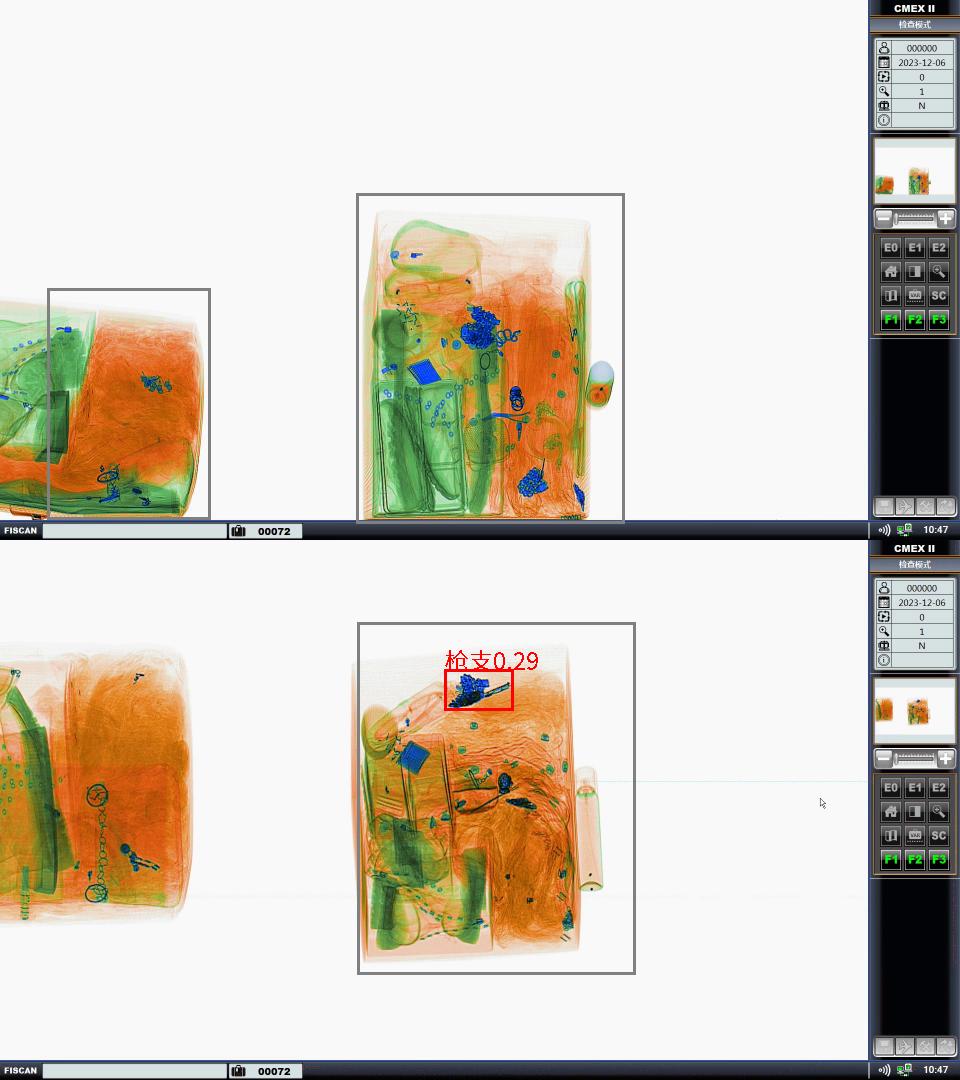 CMEX II
检查模式
000000
2023-12-06
0
1
N
E0 E1 E2
VAR SC
F1 F2 F3
FISCAN 00072 10:47
CMEX II
检查模式
000000
2023-12-06
0
1
N
枪支0.29
E0 E1 E2
VAR SC
F1 F2 F3
FISCAN 00072 10:47